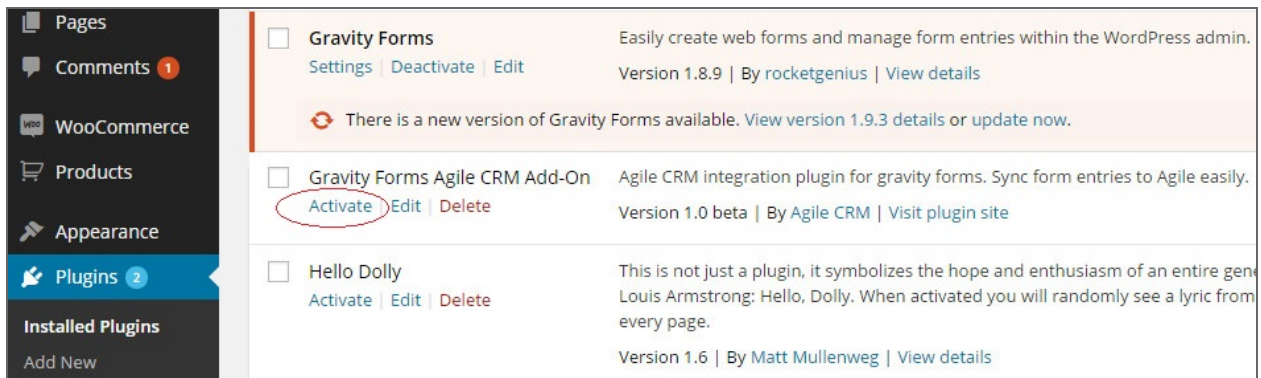 Pages
Comments 1
WooCommerce
Products
Appearance
Plugins 2
Installed Plugins
Add New
Gravity Forms
Settings | Deactivate | Edit
Easily create web forms and manage form entries within the WordPress admin.
Version 1.8.9 | By rocketgenius | View details
There is a new version of Gravity Forms available. View version 1.9.3 details or update now.
Gravity Forms Agile CRM Add-On
Activate | Edit | Delete
Agile CRM integration plugin for gravity forms. Sync form entries to Agile easily.
Version 1.0 beta | By Agile CRM | Visit plugin site
Hello Dolly
Activate | Edit | Delete
This is not just a plugin, it symbolizes the hope and enthusiasm of an entire gene
Louis Armstrong: Hello, Dolly. When activated you will randomly see a lyric from
every page.
Version 1.6 | By Matt Mullenweg | View details